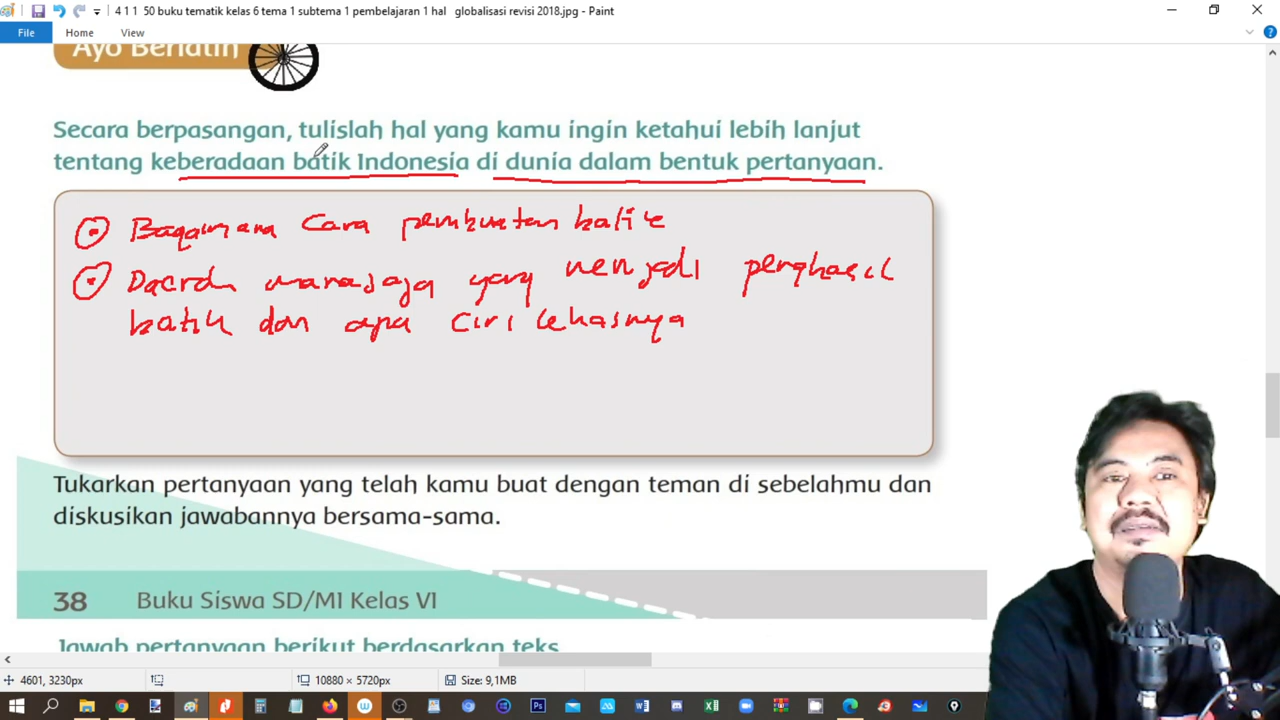 4 1 1 50 buku tematik kelas 6 tema 1 subtema 1 pembelajaran 1 hal globalisasi revisi 2018.jpg - Paint
File Home View
Ayo Berlatih
Secara berpasangan, tulislah hal yang kamu ingin ketahui lebih lanjut
tentang keberadaan batik Indonesia di dunia dalam bentuk pertanyaan.
Bagaimana Cara pembuatan batik
Daerah mana saja yang menjadi penghasil
batik dan apa ciri khasnya
Tukarkan pertanyaan yang telah kamu buat dengan teman di sebelahmu dan
diskusikan jawabannya bersama-sama.
38 Buku Siswa SD/MI Kelas VI
Jawab pertanyaan berikut berdasarkan teks
4601, 3230px 10880 × 5720px Size: 9,1MB